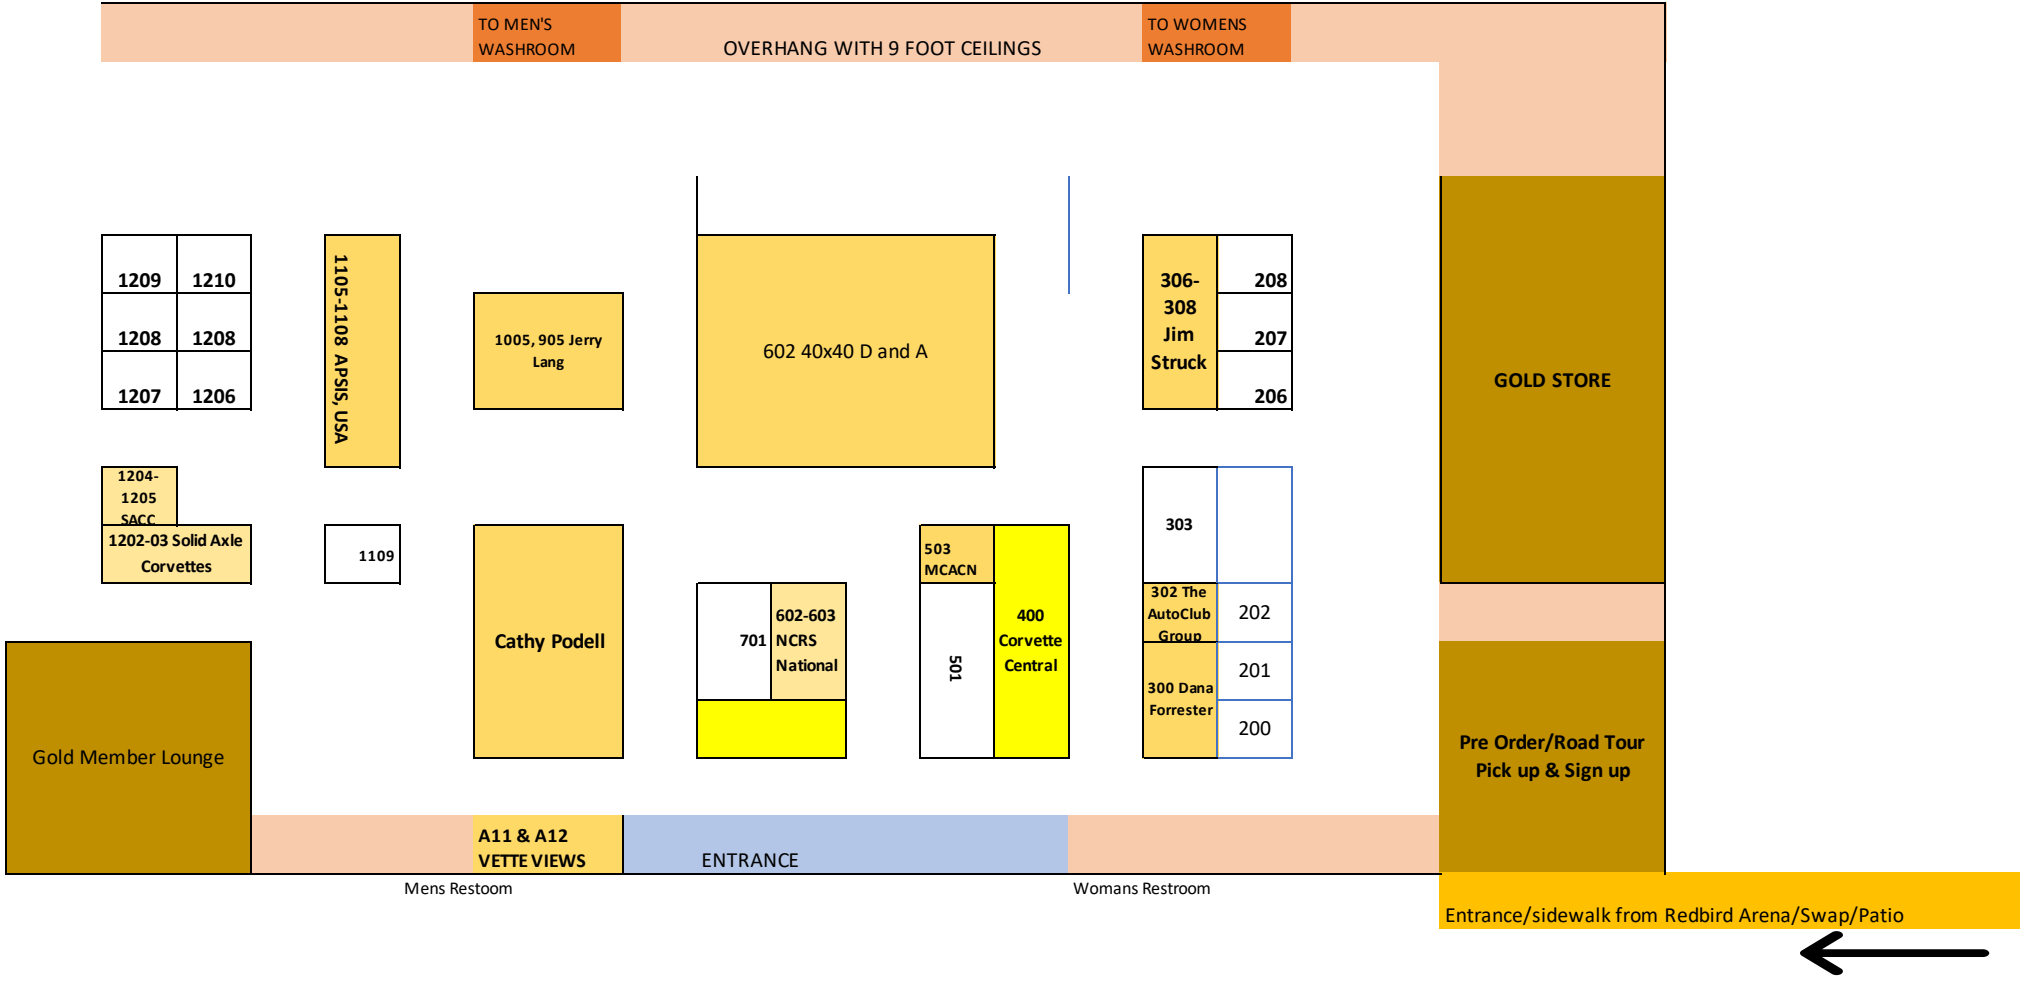 TO MEN'S
WASHROOM
OVERHANG WITH 9 FOOT CEILINGS
TO WOMENS
WASHROOM
1209
1210
1208
1208
1207
1206
1105-1108 APSIS, USA
1005, 905 Jerry
Lang
602 40x40 D and A
306-
308
Jim
Struck
208
207
206
GOLD STORE
1204-
1205
SACC
1202-03 Solid Axle
Corvettes
1109
Cathy Podell
701
602-603
NCRS
National
503
MCACN
501
400
Corvette
Central
303
302 The
AutoClub
Group
300 Dana
Forrester
202
201
200
Gold Member Lounge
Pre Order/Road Tour
Pick up & Sign up
A11 & A12
VETTE VIEWS
ENTRANCE
Mens Restoom
Womans Restroom
Entrance/sidewalk from Redbird Arena/Swap/Patio